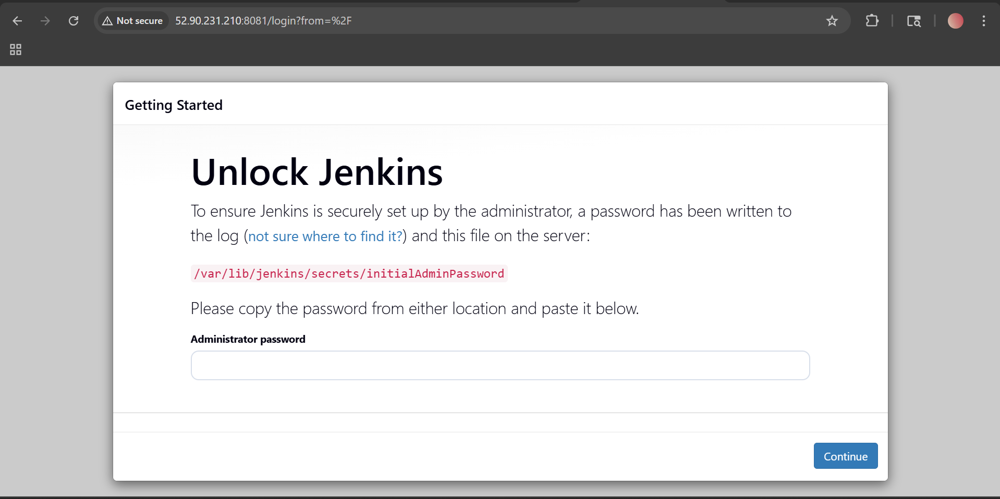 Not secure 52.90.231.210:8081/login?from=%2F
Getting Started
Unlock Jenkins
To ensure Jenkins is securely set up by the administrator, a password has been written to
the log (not sure where to find it?) and this file on the server:
/var/lib/jenkins/secrets/initialAdminPassword
Please copy the password from either location and paste it below.
Administrator password
Continue